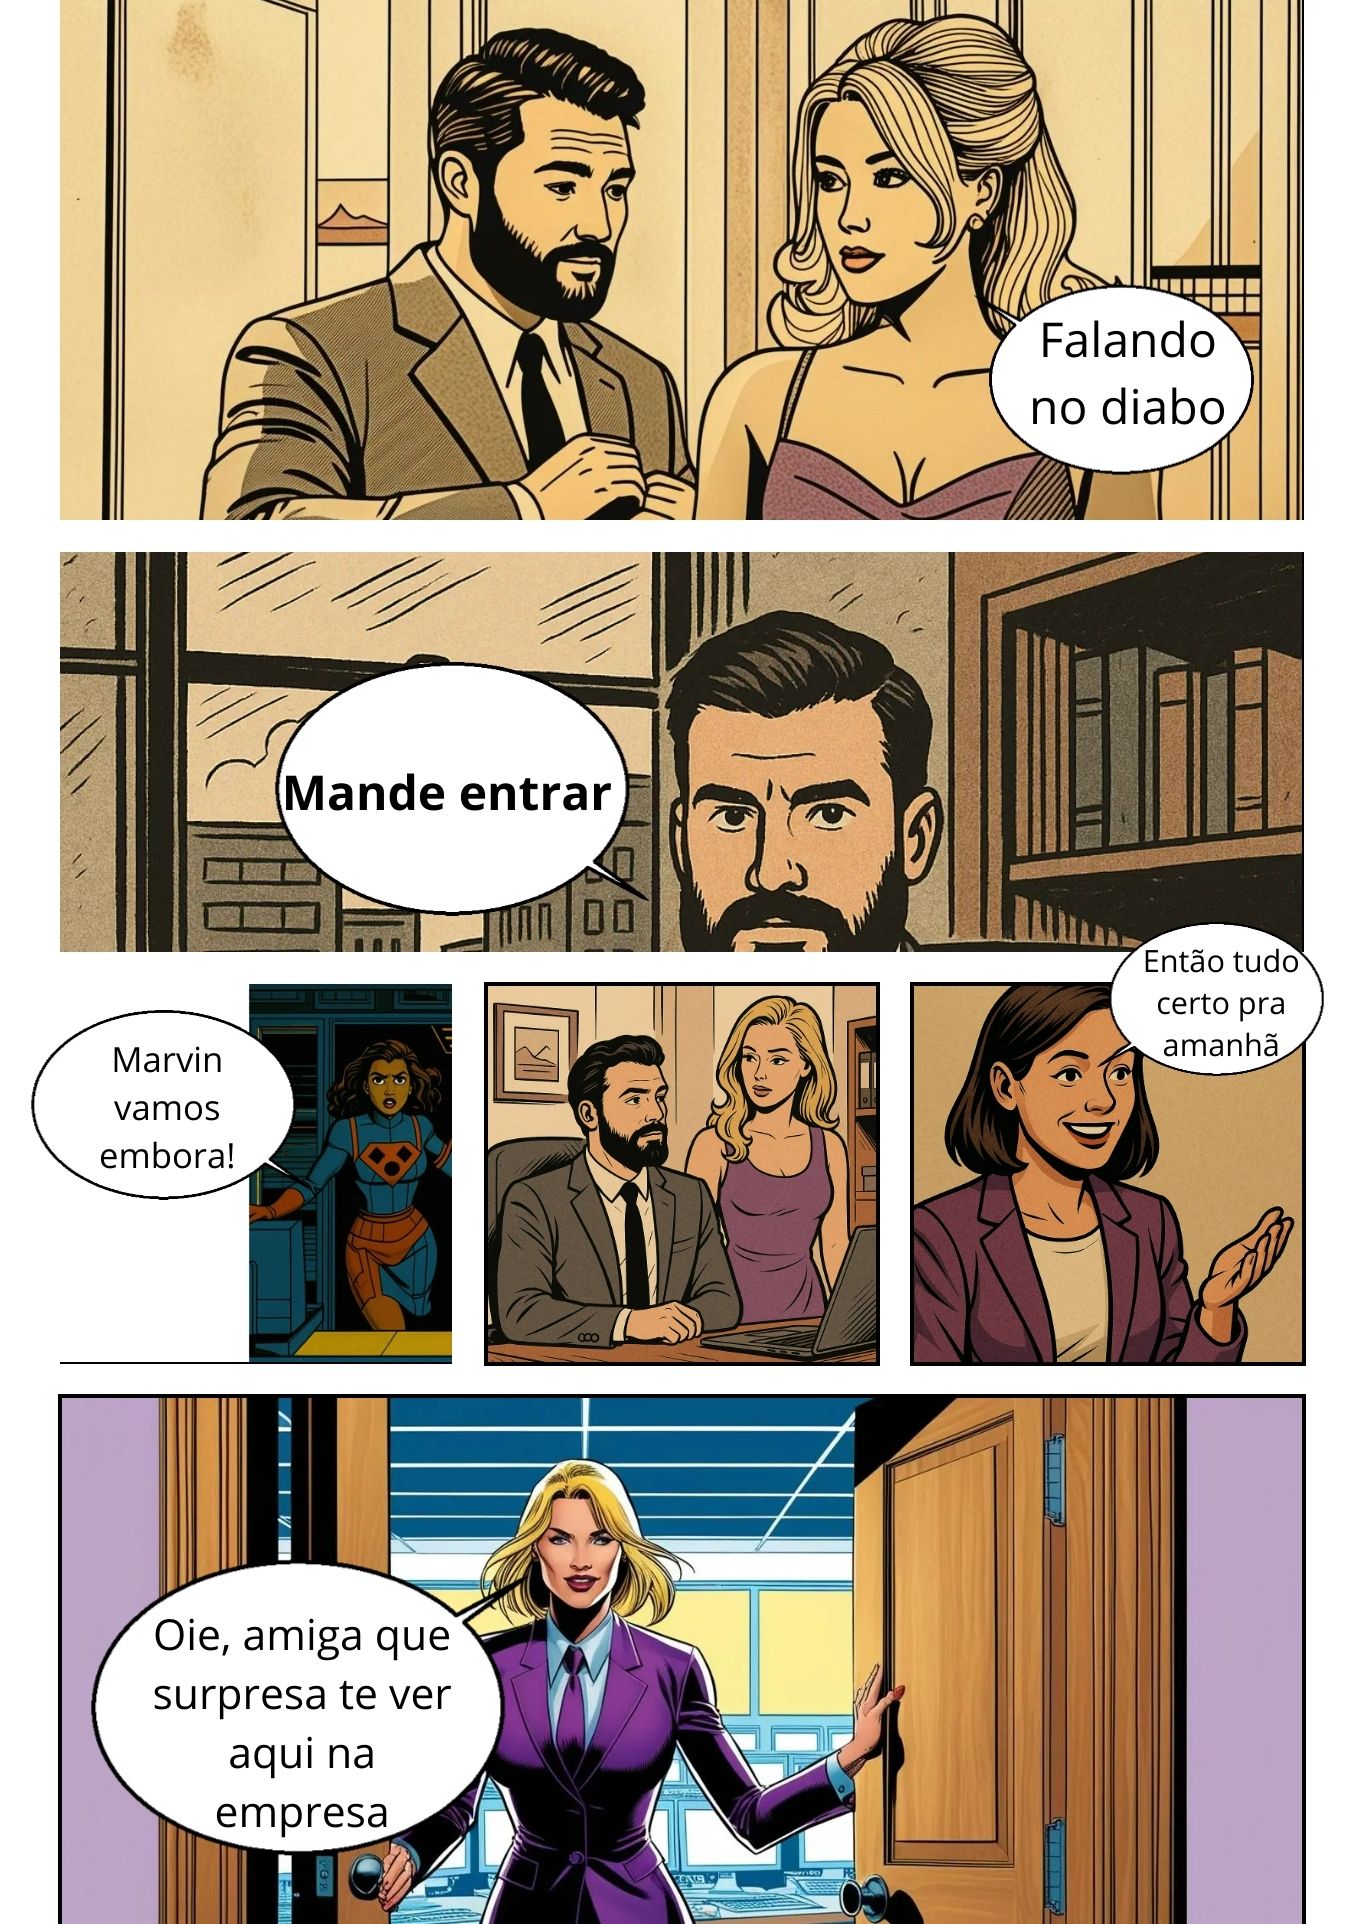 Falando
no diabo
Mande entrar
Marvin
vamos
embora!
Então tudo
certo pra
amanhã
Oie, amiga que
surpresa te ver
aqui na
empresa